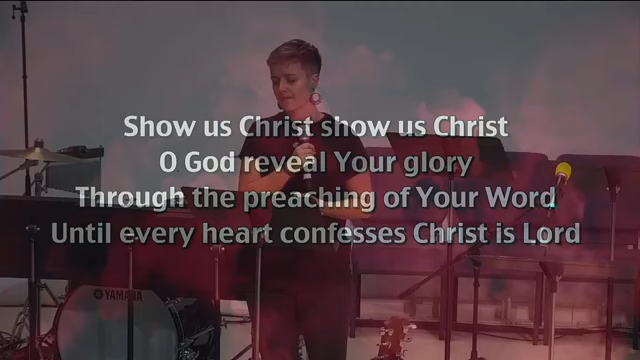 Show us Christ show us Christ
O God reveal Your glory
Through the preaching of Your Word
Until every heart confesses Christ is Lord
YAMAHA